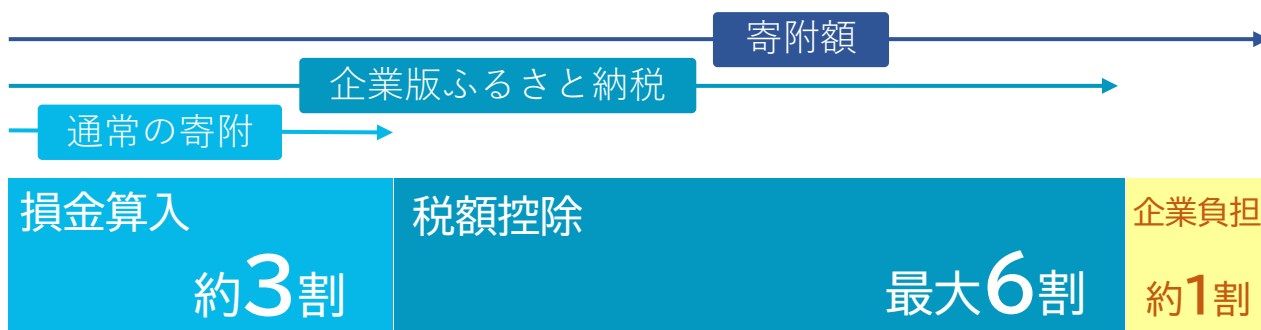 寄附額
企業版ふるさと納税
通常の寄附
損金算入
約3割
税額控除
最大6割
企業負担
約1割